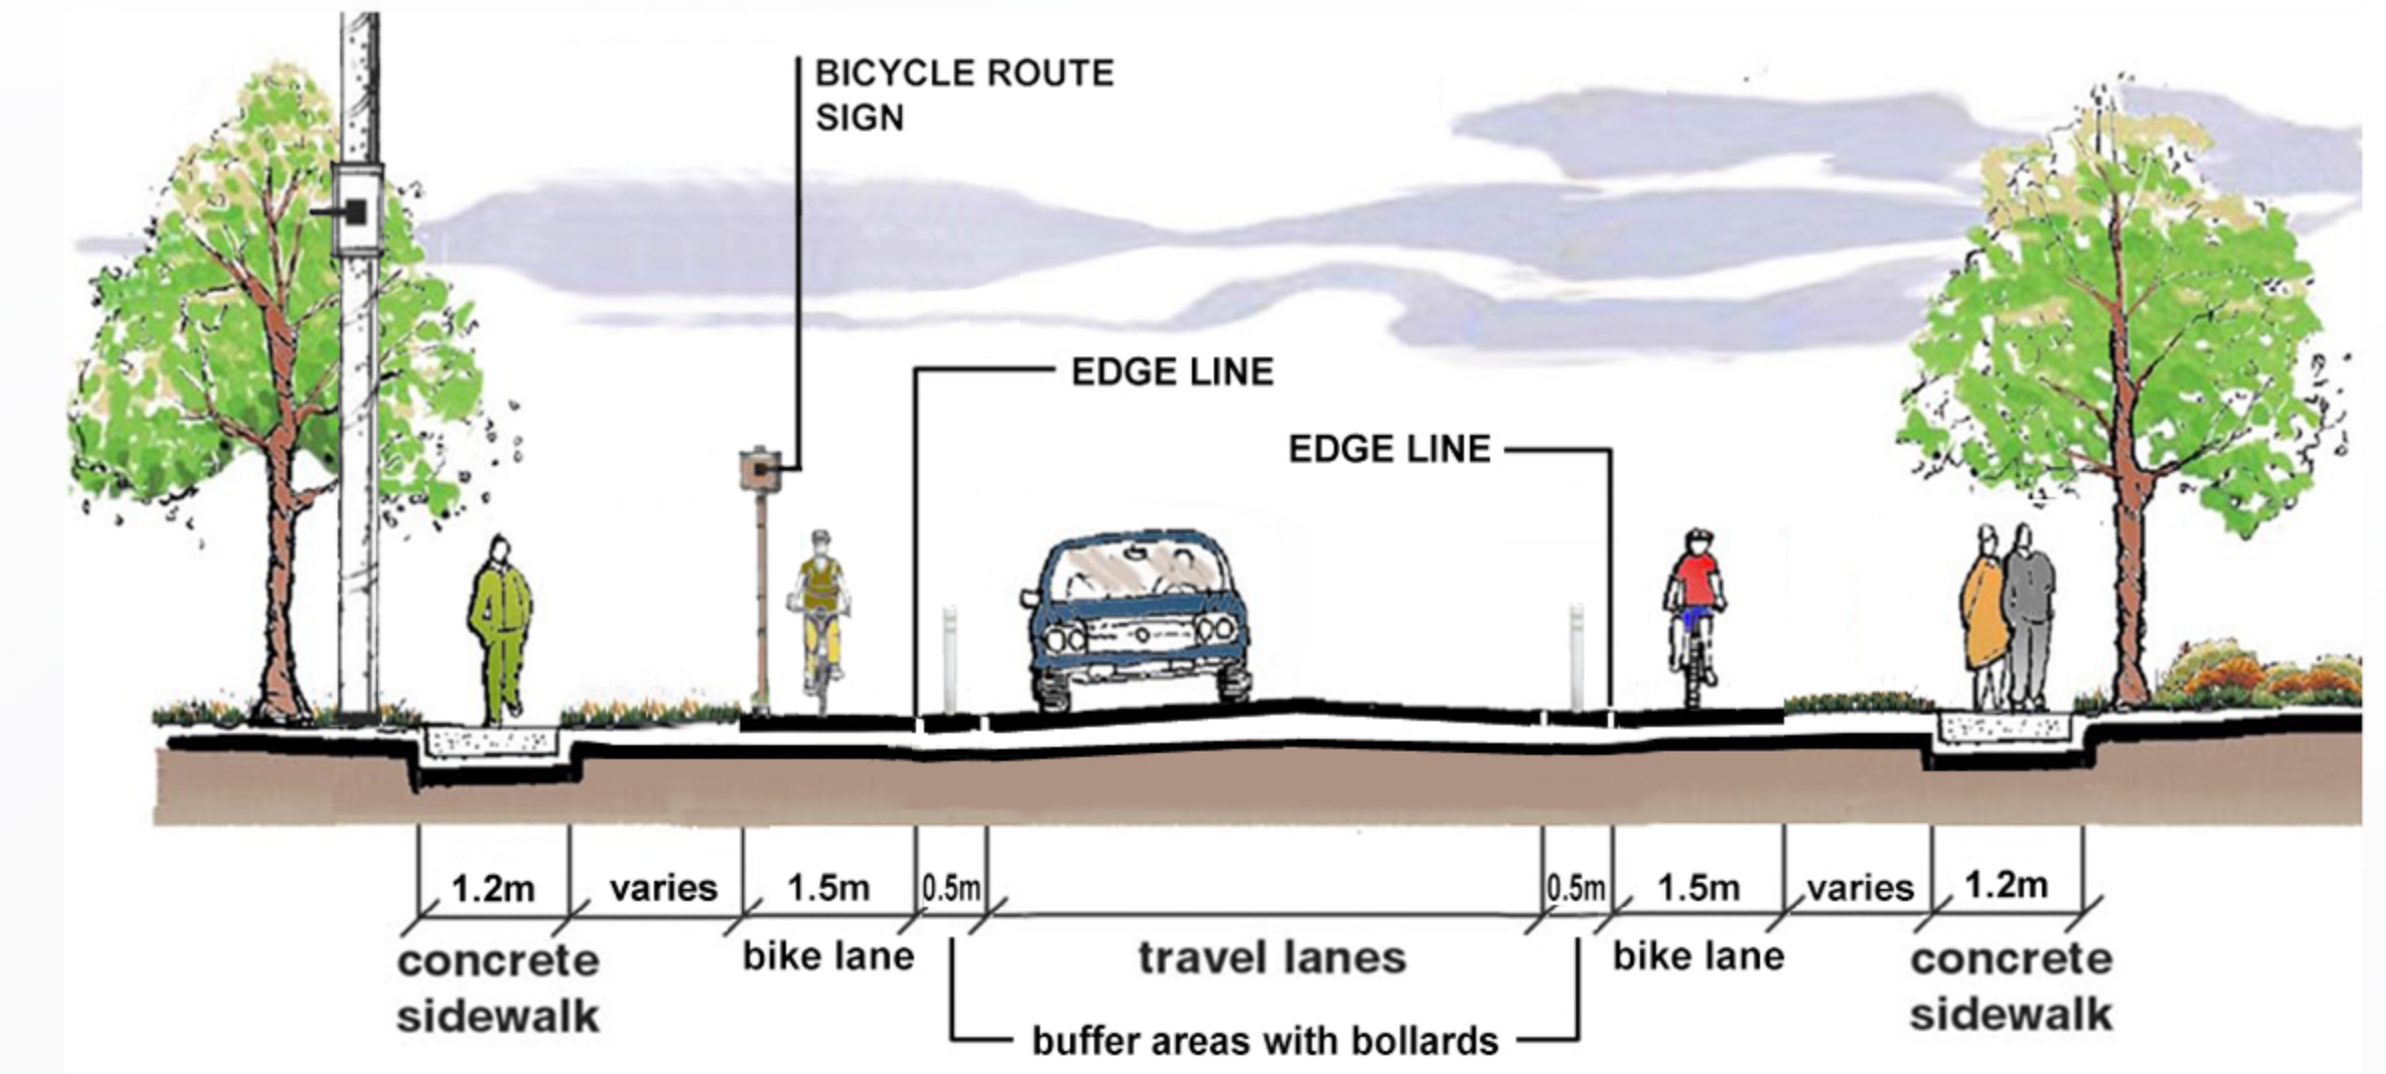 BICYCLE ROUTE
SIGN
EDGE LINE
EDGE LINE
1.2m
varies
1.5m
0.5m
0.5m
1.5m
varies
1.2m
concrete
sidewalk
bike lane
travel lanes
bike lane
concrete
sidewalk
buffer areas with bollards